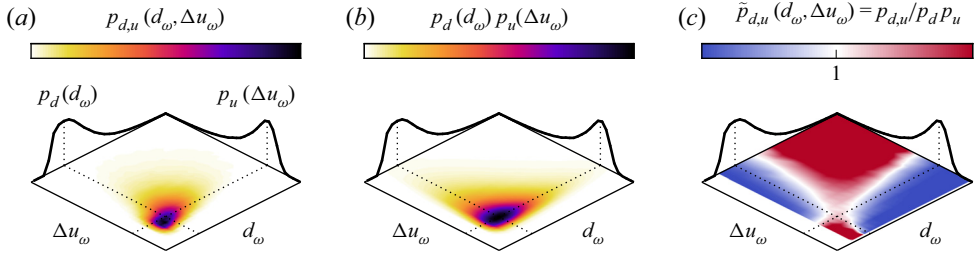 (a) p_{d,u}(d_ω, Δu_ω)
p_d(d_ω) p_u(Δu_ω)
Δu_ω d_ω
(b) p_d(d_ω) p_u(Δu_ω)
Δu_ω d_ω
(c) p̃_{d,u}(d_ω, Δu_ω) = p_{d,u}/p_d p_u
1
Δu_ω d_ω